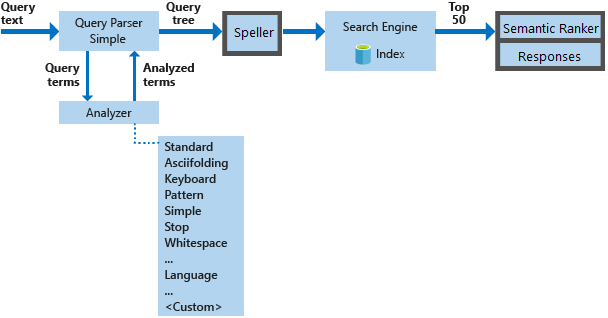 Query
text
Query Parser
Simple
Query
tree
Speller
Search Engine
Index
Top
50
Semantic Ranker
Responses
Query
terms
Analyzed
terms
Analyzer
Standard
Asciifolding
Keyboard
Pattern
Simple
Stop
Whitespace
...
Language
...
<Custom>